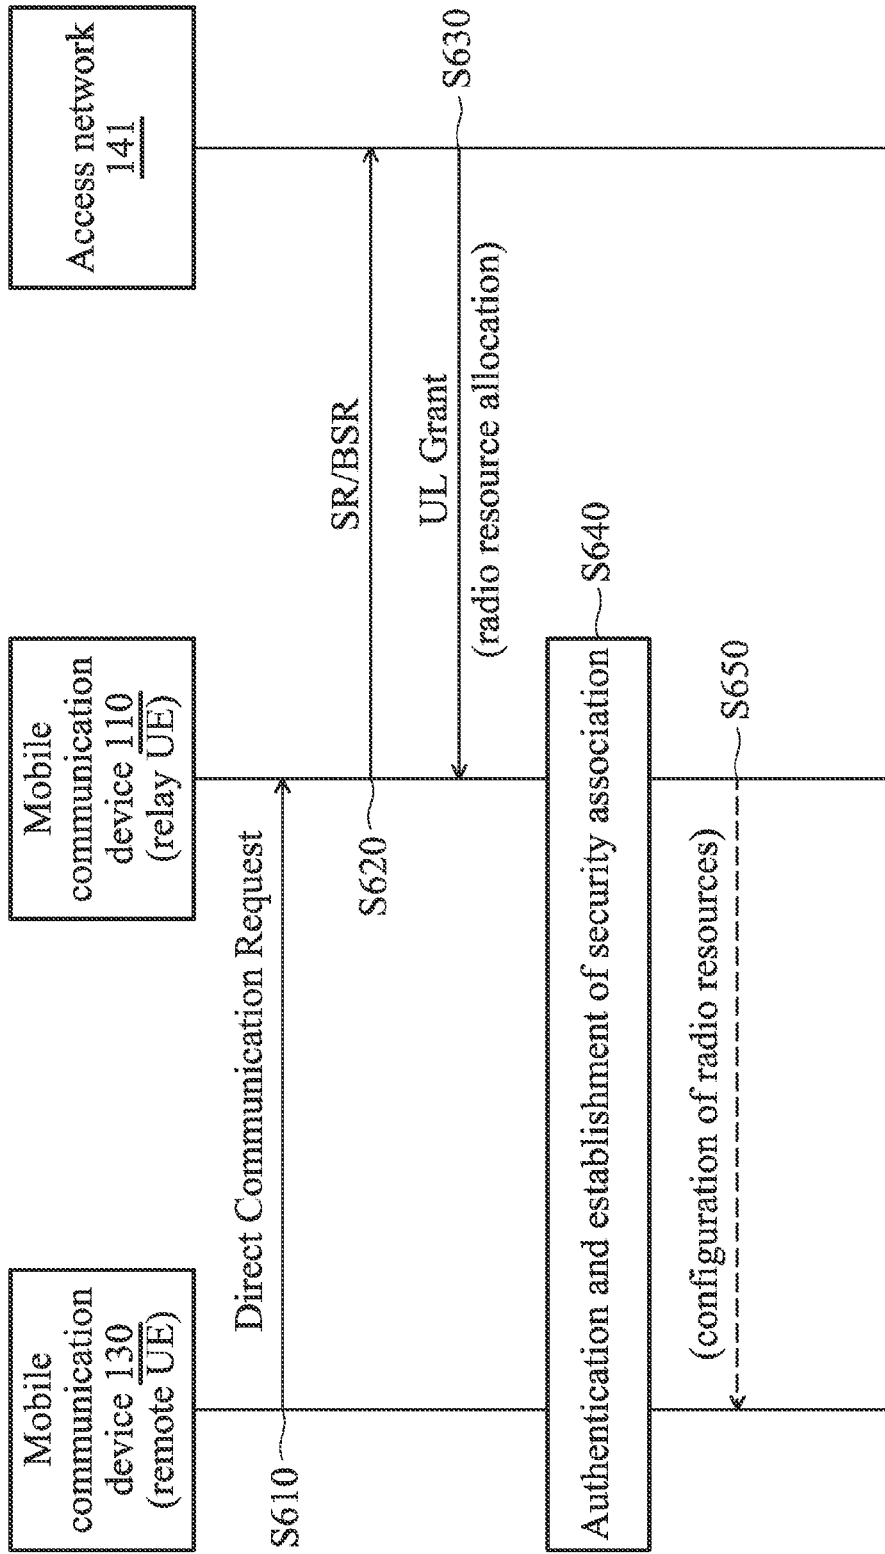 Mobile
communication
device 130
(remote UE)
Mobile
communication
device 110
(relay UE)
Access network
141
S610
Direct Communication Request
S620
SR/BSR
UL Grant
(radio resource allocation)
S630
Authentication and establishment of security association
S640
(configuration of radio resources)
S650